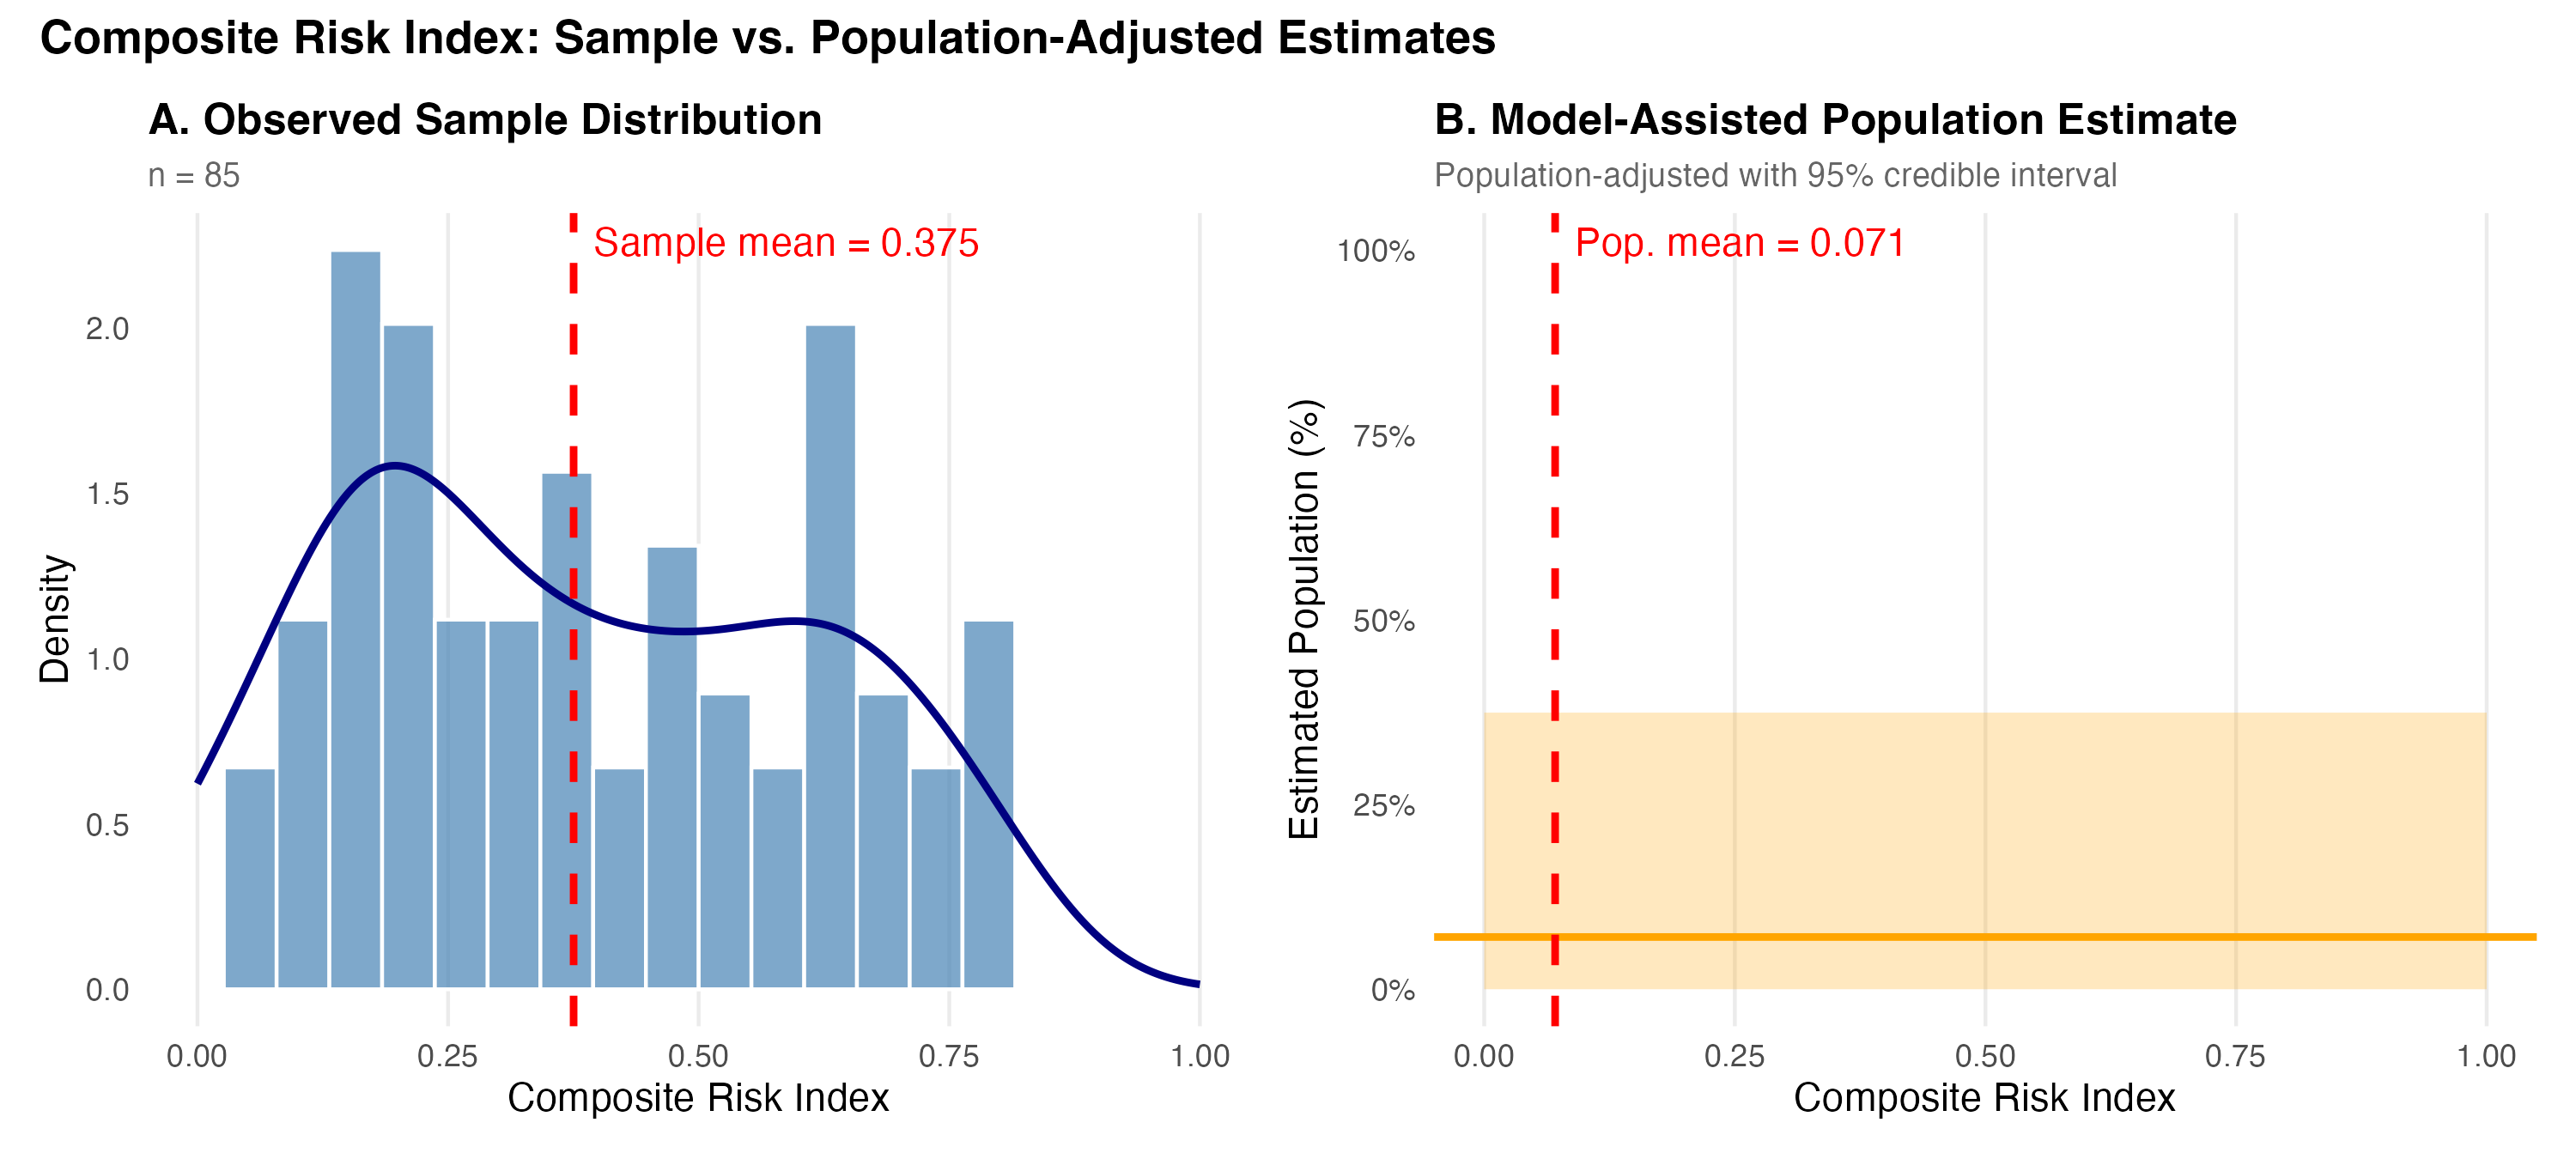 Composite Risk Index: Sample vs. Population-Adjusted Estimates
A. Observed Sample Distribution
n = 85
Sample mean = 0.375
2.0
1.5
1.0
0.5
0.0
Density
0.00 0.25 0.50 0.75 1.00
Composite Risk Index
B. Model-Assisted Population Estimate
Population-adjusted with 95% credible interval
Pop. mean = 0.071
100%
75%
50%
25%
0%
Estimated Population (%)
0.00 0.25 0.50 0.75 1.00
Composite Risk Index